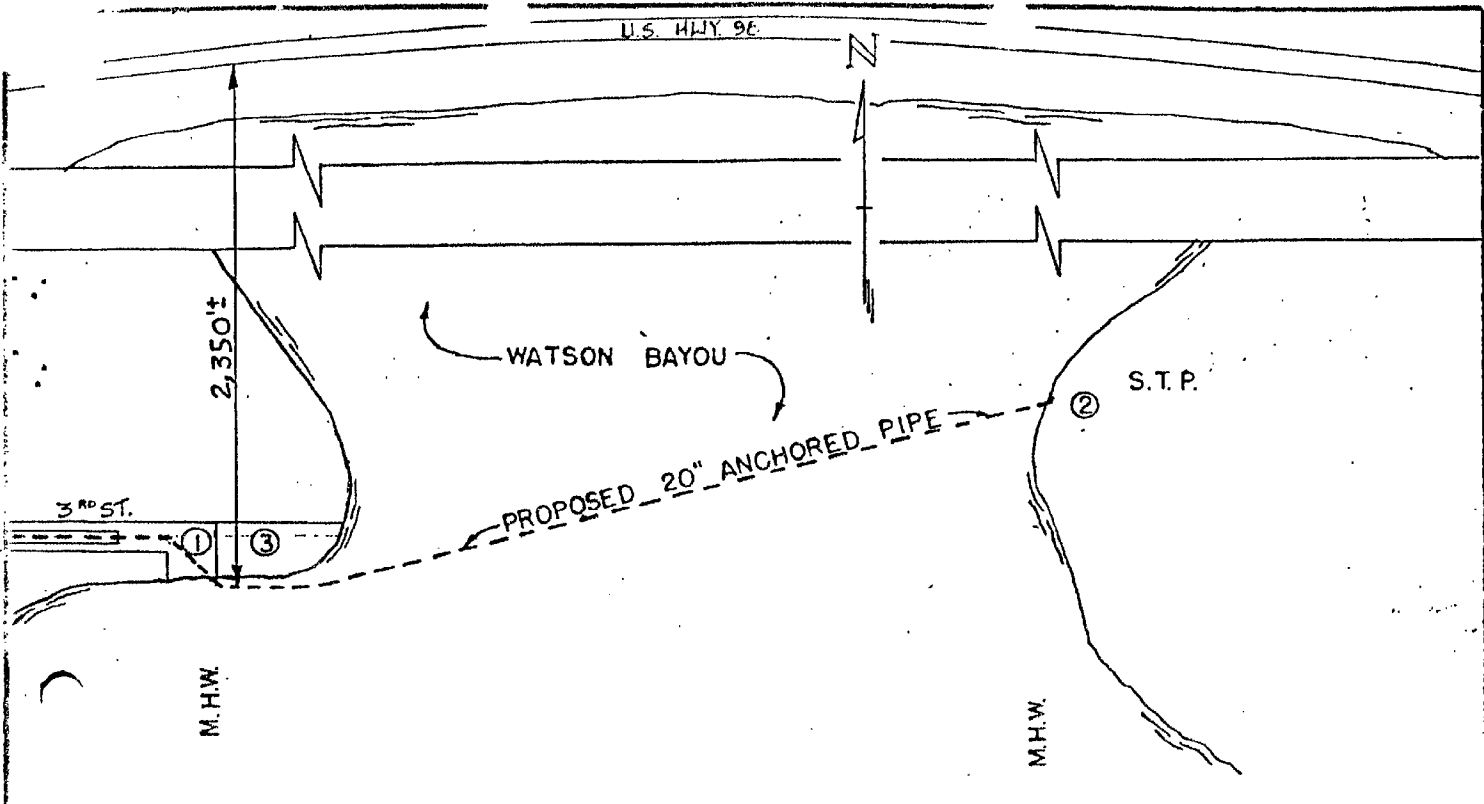 U.S. HWY. 98
N
2,350'±
WATSON BAYOU
S.T.P.
②
PROPOSED 20" ANCHORED PIPE
3RD ST.
①
③
M.H.W.
M.H.W.